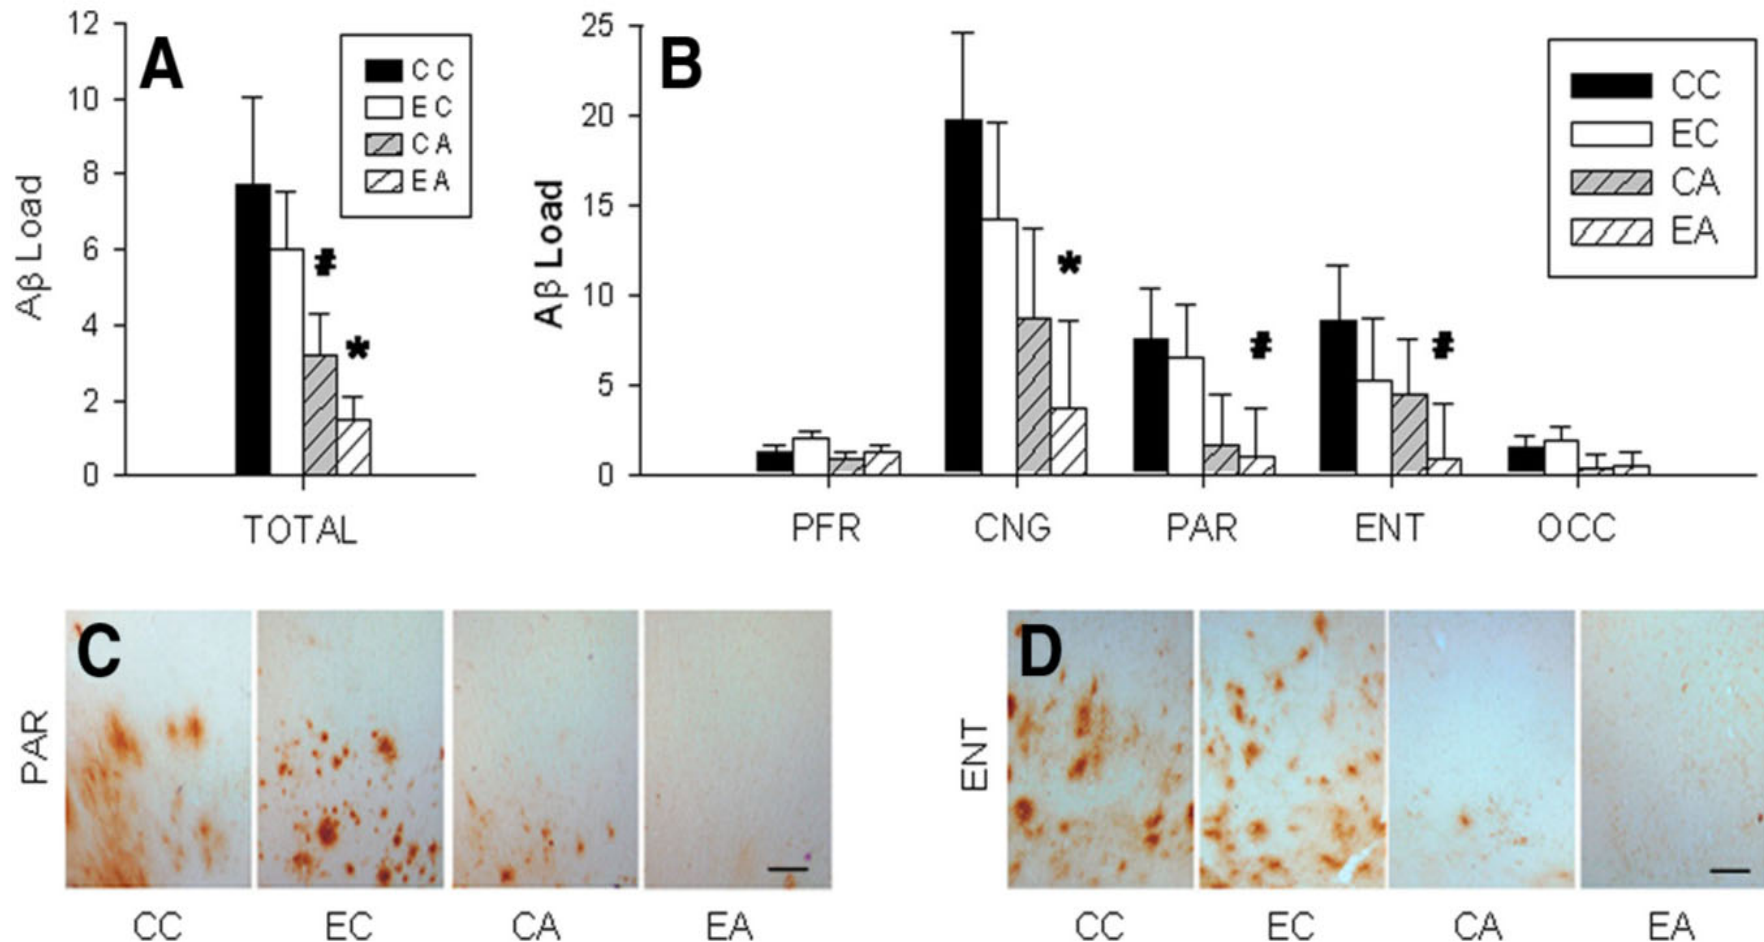 A
Aβ Load
12
10
8
6
4
2
0
CC
EC
CA
EA
#
*
TOTAL
B
Aβ Load
25
20
15
10
5
0
CC
EC
CA
EA
*
#
#
PFR CNG PAR ENT OCC
C
PAR
CC EC CA EA
D
ENT
CC EC CA EA